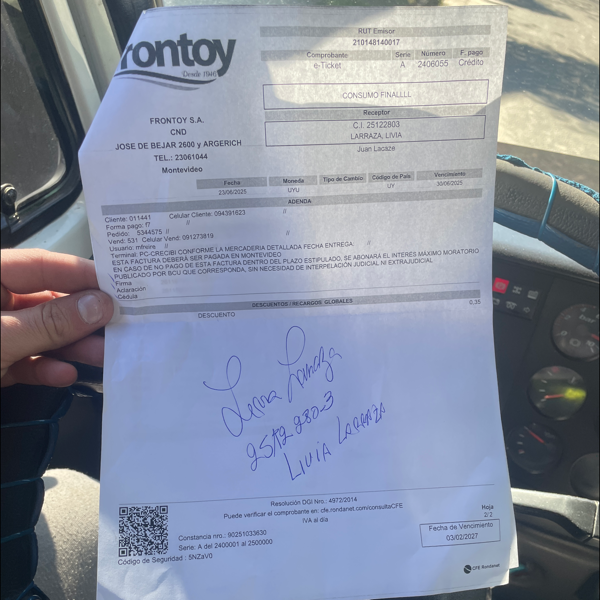 Frontoy
Desde 1916
RUT Emisor
210148140017
Comprobante Serie Número F. pago
e-Ticket A 2406055 Crédito
CONSUMO FINALLLL
Receptor
C.I. 25122803
LARRAZA, LIVIA
Juan Lacaze
FRONTOY S.A.
CND
JOSE DE BEJAR 2600 y ARGERICH
TEL.: 23061044
Montevideo
Fecha Moneda Tipo de Cambio Código de País Vencimiento
23/06/2025 UYU UY 30/06/2025
ADENDA
Cliente: 011441 Celular Cliente: 094391623 //
Forma pago: f7 //
Pedido: 5344575 //
Vend: 531 Celular Vend: 091273819 //
Usuario: mfreire //
Terminal: PC-CRECIBI CONFORME LA MERCADERIA DETALLADA FECHA ENTREGA. //
ESTA FACTURA DEBERÁ SER PAGADA EN MONTEVIDEO
EN CASO DE NO PAGO DE ESTA FACTURA DENTRO DEL PLAZO ESTIPULADO, SE ABONARÁ EL INTERES MÁXIMO MORATORIO
PUBLICADO POR BCU QUE CORRESPONDA, SIN NECESIDAD DE INTERPELACIÓN JUDICIAL NI EXTRAJUDICIAL
Firma
Aclaración
Cédula
DESCUENTOS / RECARGOS GLOBALES
DESCUENTO 0,35
Livia Larraza
2512280-3
LIVIA LARRAZA
Resolución DGI Nro.: 4972/2014
Puede verificar el comprobante en: cfe.rondanet.com/consultaCFE
IVA al día
Hoja
2/2
Constancia nro.: 90251033630
Serie: A del 2400001 al 2500000
Código de Seguridad : 5NZaV0
Fecha de Vencimiento
03/02/2027
CFE Rondanet